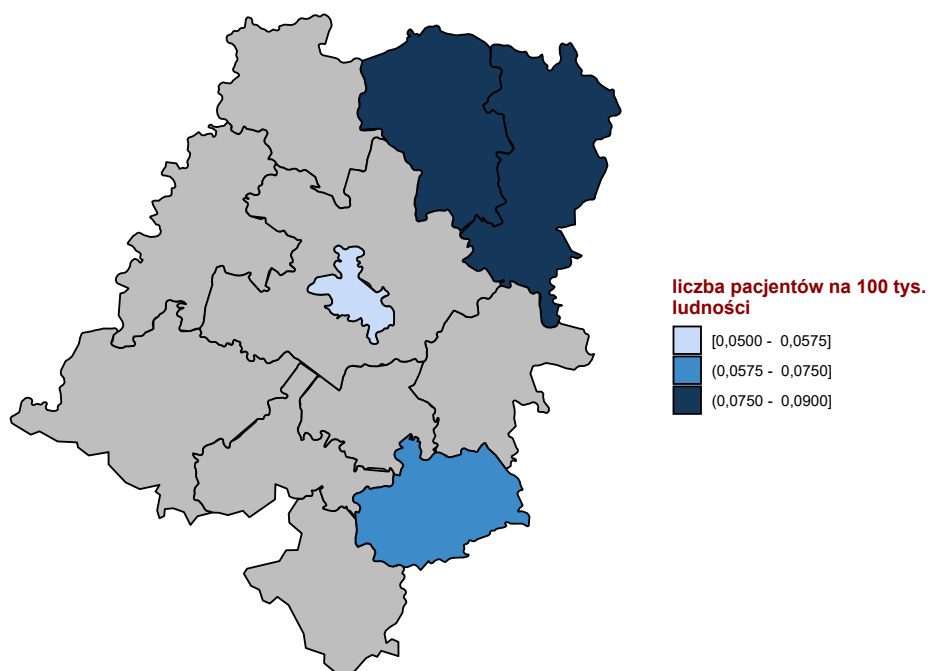 liczba pacjentów na 100 tys.
ludności
[0,0500 - 0,0575]
(0,0575 - 0,0750]
(0,0750 - 0,0900]